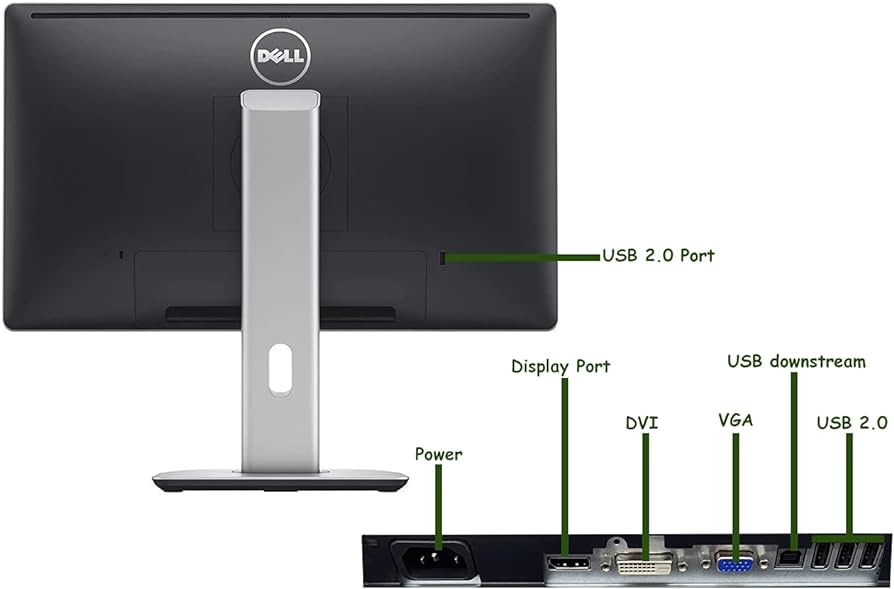 DELL
USB 2.0 Port
Display Port
USB downstream
DVI
VGA
USB 2.0
Power